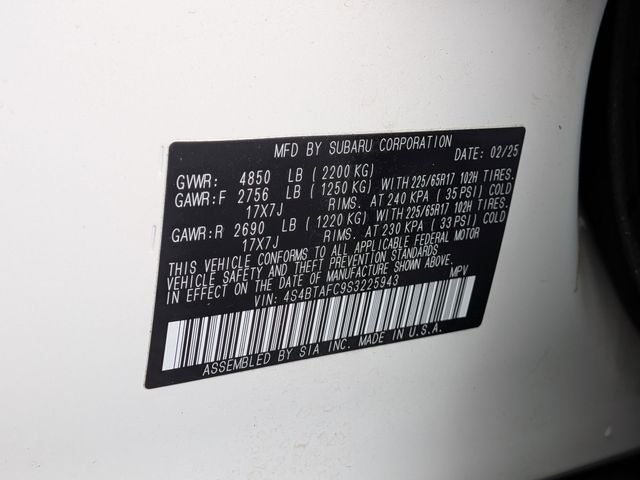 MFD BY SUBARU CORPORATION
DATE: 02/25
GVWR: 4850 LB (2200 KG)
GAWR:F 2756 LB (1250 KG) WITH 225/65R17 102H TIRES.
17X7J RIMS. AT 240 KPA (35 PSI) COLD
GAWR:R 2690 LB (1220 KG) WITH 225/65R17 102H TIRES.
17X7J RIMS. AT 230 KPA (33 PSI) COLD
THIS VEHICLE CONFORMS TO ALL APPLICABLE FEDERAL MOTOR
VEHICLE SAFETY AND THEFT PREVENTION STANDARDS
IN EFFECT ON THE DATE OF MANUFACTURE SHOWN ABOVE.
VIN: 4S4BTAFC9S3225943 MPV
ASSEMBLED BY SIA INC. MADE IN U.S.A.